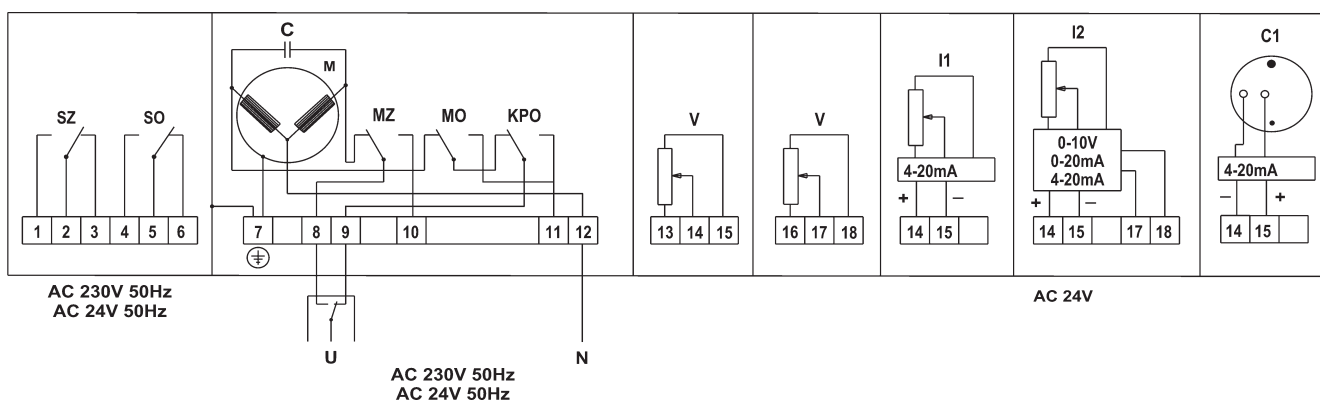 C
M
SZ
SO
MZ
MO
KPO
V
V
I1
I2
C1
4-20mA
0-10V
0-20mA
4-20mA
4-20mA
+ –
+ –
– +
1 2 3 4 5 6
7 8 9 10 11 12
13 14 15
16 17 18
14 15
14 15 17 18
14 15
AC 230V 50Hz
AC 24V 50Hz
U
N
AC 230V 50Hz
AC 24V 50Hz
AC 24V